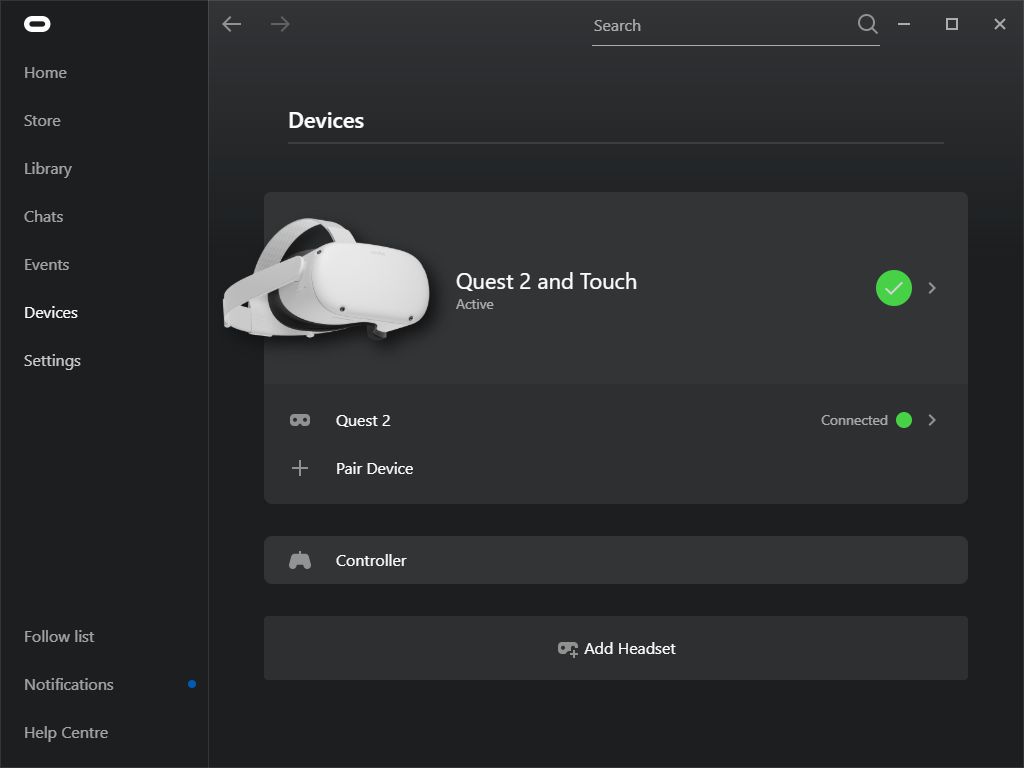 Search
Home
Store
Library
Chats
Events
Devices
Settings
Follow list
Notifications
Help Centre
Devices
Quest 2 and Touch
Active
Quest 2
Connected
Pair Device
Controller
Add Headset